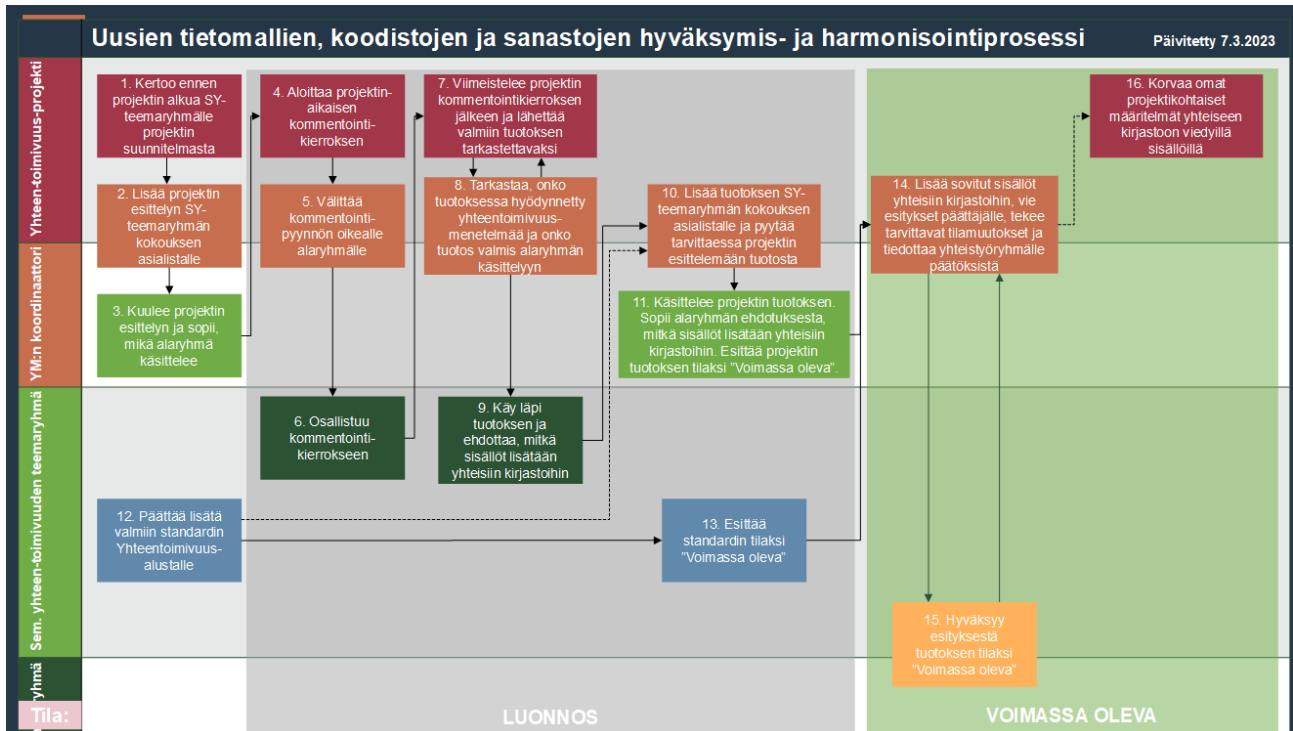 Uusien tietomallien, koodistojen ja sanastojen hyväksymis- ja harmonisointiprosessi
Päivitetty 7.3.2023
Yhteen-toimivuus-projekti
YM:n koordinaattori
Sem. yhteen-toimivuuden teemaryhmä
ryhmä
1. Kertoo ennen
projektin alkua SY-
teemaryhmälle
projektin
suunnitelmasta
2. Lisää projektin
esittelyn SY-
teemaryhmän
kokouksen
asialistalle
3. Kuulee projektin
esittelyn ja sopii,
mikä alaryhmä
käsittelee
4. Aloittaa projektin-
aikaisen
kommentointi-
kierroksen
5. Välittää
kommentointi-
pyynnön oikealle
alaryhmälle
6. Osallistuu
kommentointi-
kierrokseen
7. Viimeistelee projektin
kommentointikierroksen
jälkeen ja lähettää
valmiin tuotoksen
tarkastettavaksi
8. Tarkastaa, onko
tuotoksessa hyödynnetty
yhteentoimivuus-
menetelmää ja onko
tuotos valmis alaryhmän
käsittelyyn
9. Käy läpi
tuotoksen ja
ehdottaa, mitkä
sisällöt lisätään
yhteisiin kirjastoihin
10. Lisää tuotoksen SY-
teemaryhmän kokouksen
asialistalle ja pyytää
tarvittaessa projektin
esittelemään tuotosta
11. Käsittelee projektin tuotoksen.
Sopii alaryhmän ehdotuksesta,
mitkä sisällöt lisätään yhteisiin
kirjastoihin. Esittää projektin
tuotoksen tilaksi "Voimassa oleva".
12. Päättää lisätä
valmiin standardin
Yhteentoimivuus-
alustalle
13. Esittää
standardin tilaksi
"Voimassa oleva"
14. Lisää sovitut sisällöt
yhteisiin kirjastoihin, vie
esitykset päättäjälle, tekee
tarvittavat tilamuutokset ja
tiedottaa yhteistyöryhmälle
päätöksistä
15. Hyväksyy
esityksestä
tuotoksen tilaksi
"Voimassa oleva"
16. Korvaa omat
projektikohtaiset
määritelmät yhteiseen
kirjastoon viedyillä
sisällöillä
Tila:
LUONNOS
VOIMASSA OLEVA